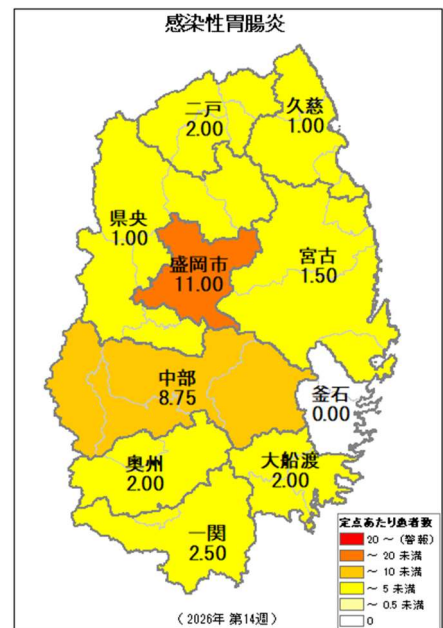 感染性胃腸炎
二戸
2.00
久慈
1.00
県央
1.00
盛岡市
11.00
宮古
1.50
中部
8.75
釜石
0.00
奥州
2.00
大船渡
2.00
一関
2.50
定点あたり患者数
20 ～ (警報)
～ 20 未満
～ 10 未満
～ 5 未満
～ 0.5 未満
0
（2026年 第14週）